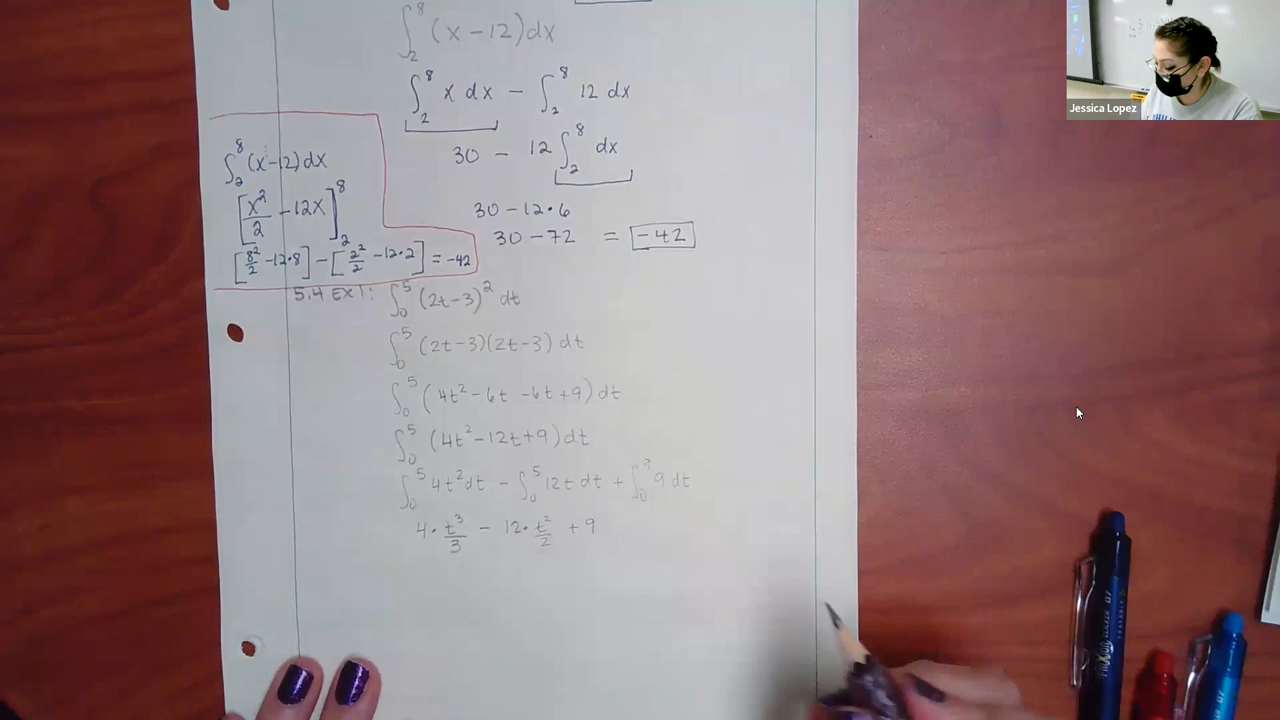 ∫₂⁸ (x − 12) dx
∫₂⁸ x dx − ∫₂⁸ 12 dx
30 − 12 ∫₂⁸ dx
30 − 12 • 6
30 − 72 = -42
∫₂⁸ (x−12) dx
[x²/2 − 12x]₂⁸
[8²/2 − 12•8] − [2²/2 − 12•2] = −42
5.4 EX 1: ∫₀⁵ (2t − 3)² dt
∫₀⁵ (2t−3)(2t−3) dt
∫₀⁵ (4t² − 6t − 6t + 9) dt
∫₀⁵ (4t² − 12t + 9) dt
∫₀⁵ 4t² dt − ∫₀⁵ 12t dt + ∫₀⁹ 9 dt
4 • t³/3 − 12 • t²/2 + 9
Jessica Lopez